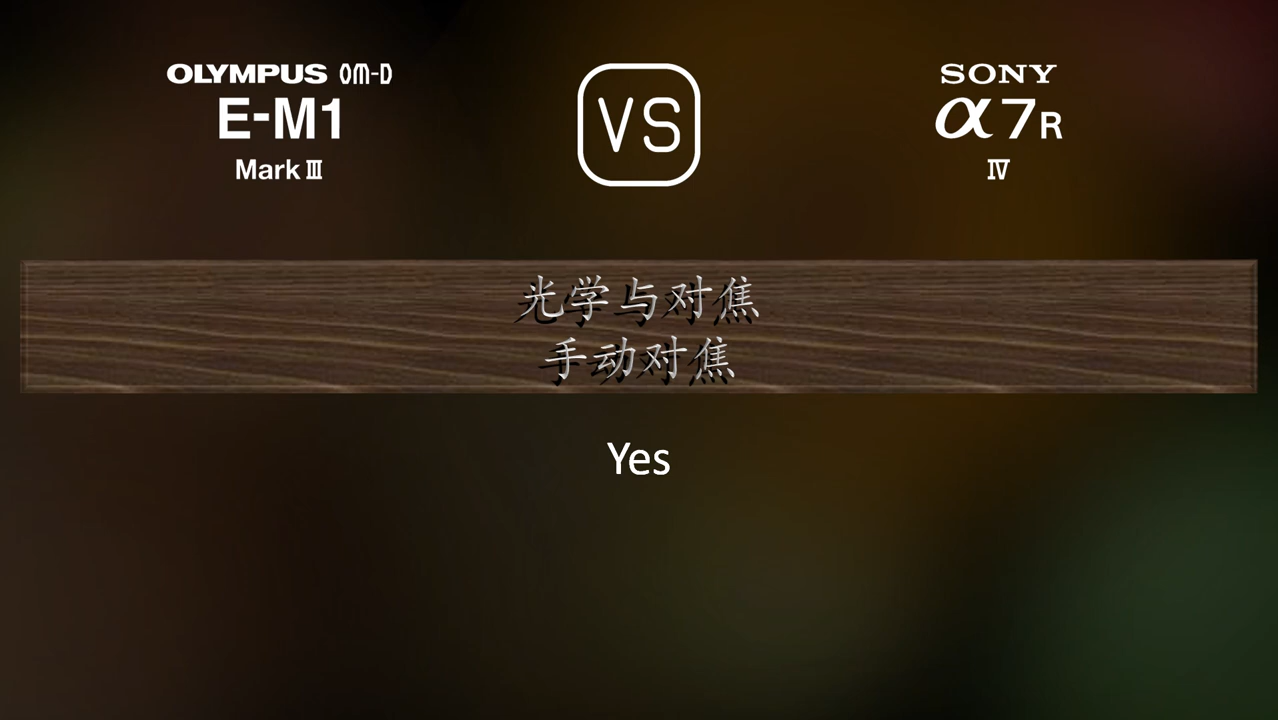 OLYMPUS OM-D
E-M1
Mark III
VS
SONY
α7R
IV
光学与对焦
手动对焦
Yes